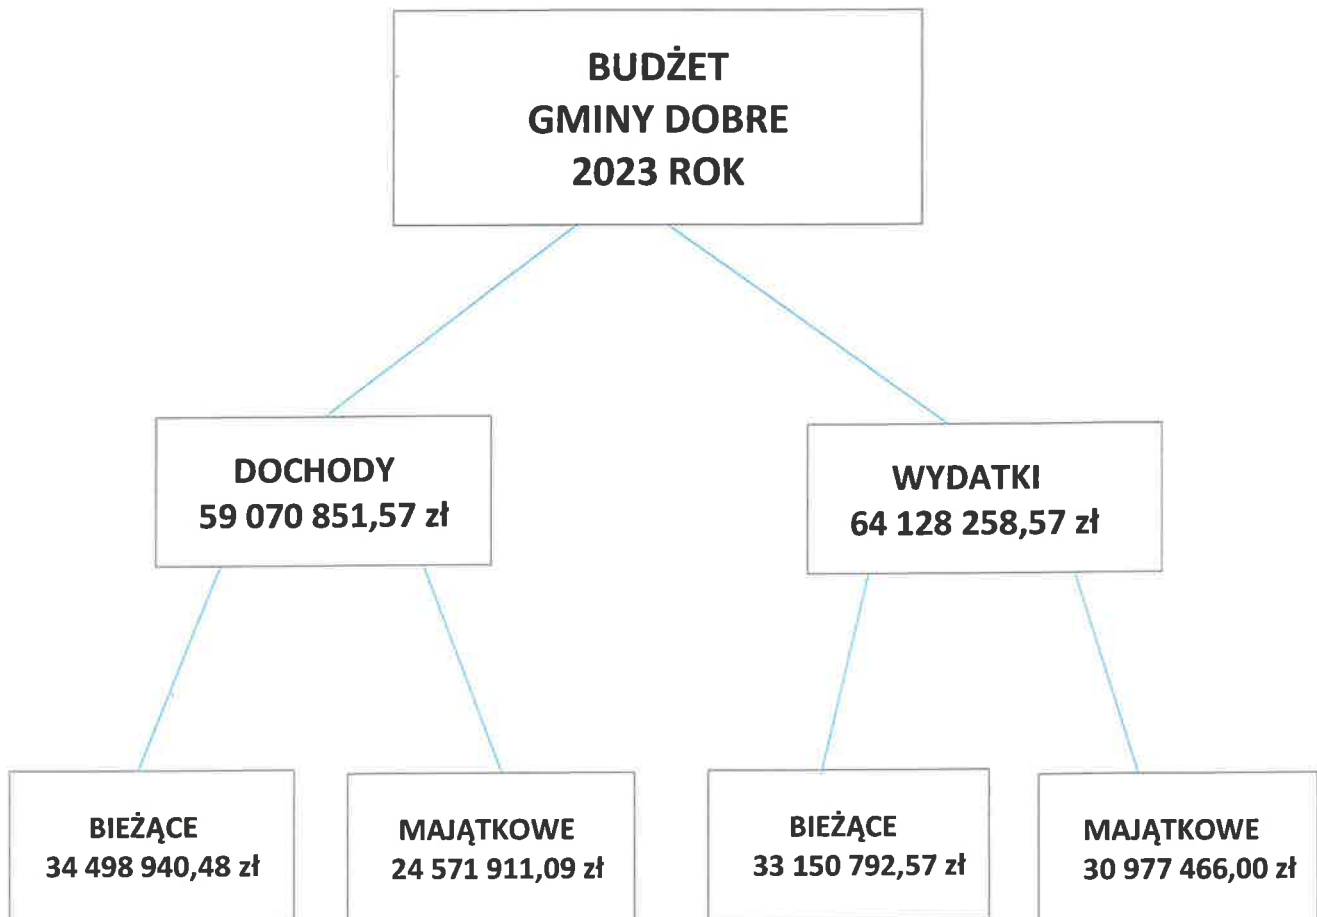 BUDŻET
GMINY DOBRE
2023 ROK
DOCHODY
59 070 851,57 zł
WYDATKI
64 128 258,57 zł
BIEŻĄCE
34 498 940,48 zł
MAJĄTKOWE
24 571 911,09 zł
BIEŻĄCE
33 150 792,57 zł
MAJĄTKOWE
30 977 466,00 zł